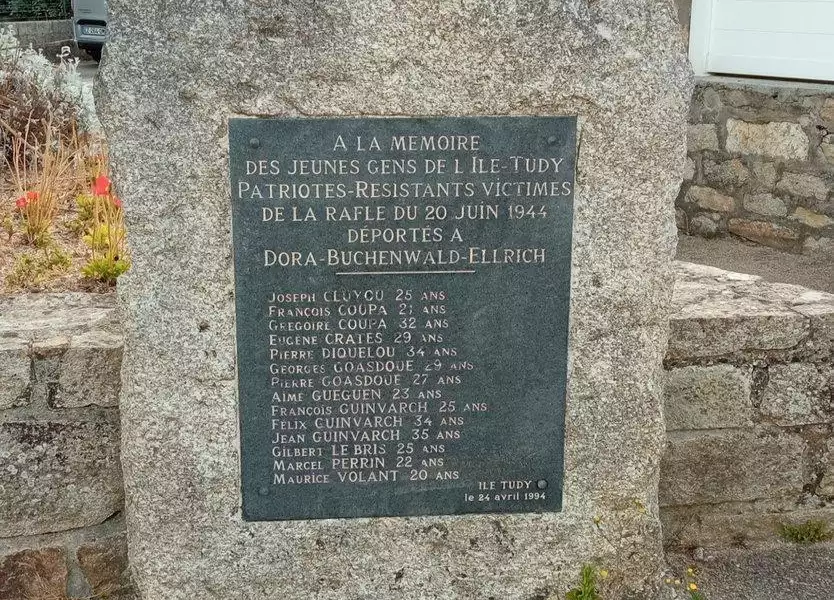 A LA MEMOIRE
DES JEUNES GENS DE L ILE-TUDY
PATRIOTES-RESISTANTS VICTIMES
DE LA RAFLE DU 20 JUIN 1944
DÉPORTÉS A
DORA-BUCHENWALD-ELLRICH
JOSEPH CLOYOU 25 ANS
FRANÇOIS COUPA 21 ANS
GREGOIRE COUPA 32 ANS
EUGÈNE CRATES 29 ANS
PIERRE DIQUELOU 34 ANS
GEORGES GOASDOUE 29 ANS
PIERRE GOASDOUE 27 ANS
AIMÉ GUEGUEN 23 ANS
FRANÇOIS GUINVARCH 25 ANS
FÉLIX GUINVARCH 34 ANS
JEAN GUINVARCH 35 ANS
GILBERT LE BRIS 25 ANS
MARCEL PERRIN 22 ANS
MAURICE VOLANT 20 ANS
ILE TUDY
le 24 avril 1994